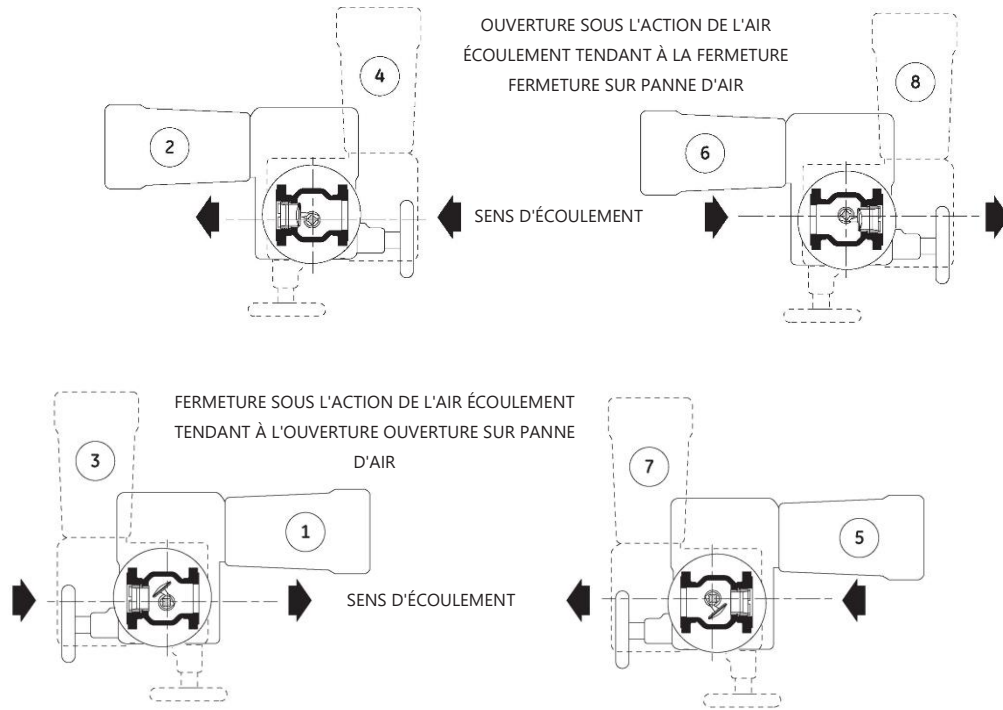 OUVERTURE SOUS L'ACTION DE L'AIR
ÉCOULEMENT TENDANT À LA FERMETURE
FERMETURE SUR PANNE D'AIR
4
8
2
6
SENS D'ÉCOULEMENT
FERMETURE SOUS L'ACTION DE L'AIR ÉCOULEMENT
TENDANT À L'OUVERTURE OUVERTURE SUR PANNE
D'AIR
3
7
1
5
SENS D'ÉCOULEMENT